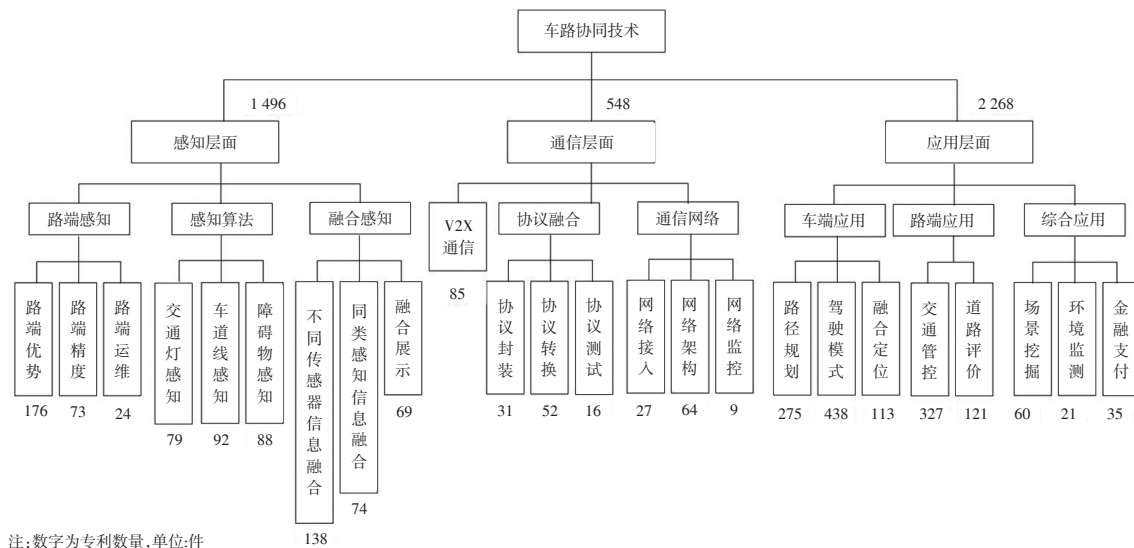 车路协同技术
1 496
548
2 268
感知层面
通信层面
应用层面
路端感知
感知算法
融合感知
V2X
通信
协议融合
通信网络
车端应用
路端应用
综合应用
85
路端优势
路端精度
路端运维
交通灯感知
车道线感知
障碍物感知
不同传感器信息融合
同类感知信息融合
融合展示
协议封装
协议转换
协议测试
网络接入
网络架构
网络监控
路径规划
驾驶模式
融合定位
交通管控
道路评价
场景挖掘
环境监测
金融支付
176
73
24
79
92
88
138
74
69
31
52
16
27
64
9
275
438
113
327
121
60
21
35
注:数字为专利数量,单位:件